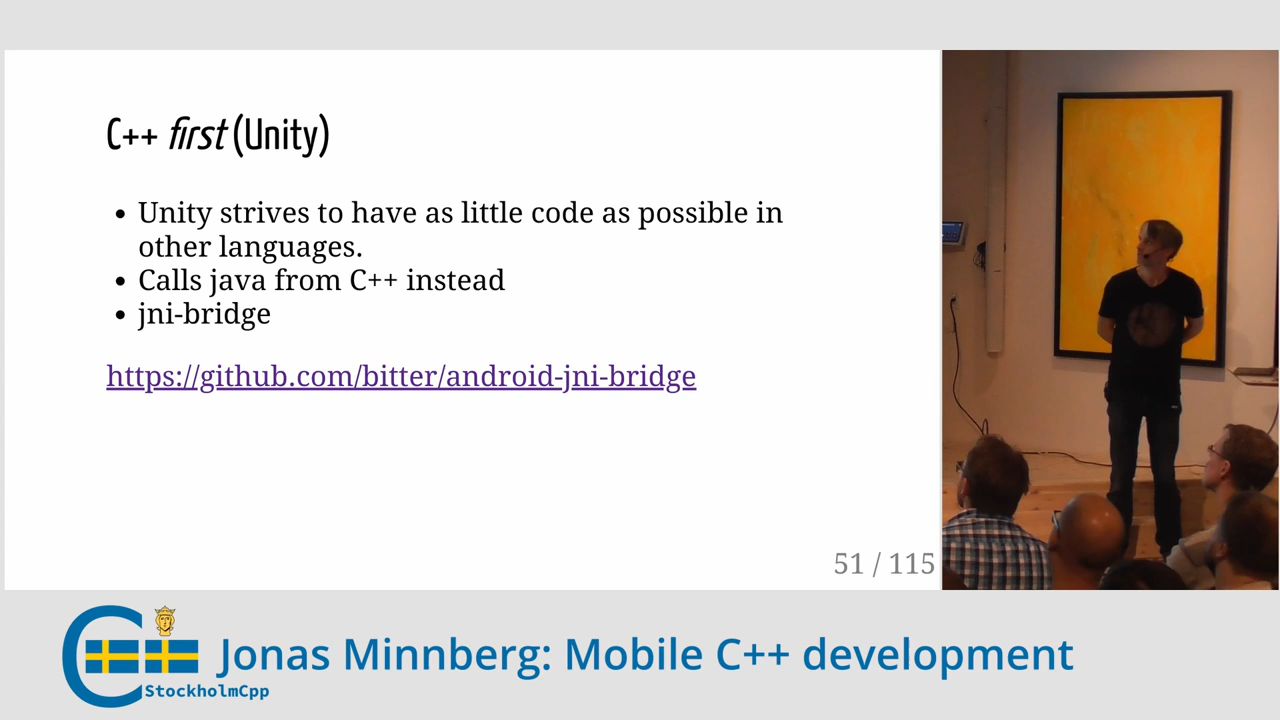 C++ first (Unity)
• Unity strives to have as little code as possible in
other languages.
• Calls java from C++ instead
• jni-bridge
https://github.com/bitter/android-jni-bridge
51 / 115
C++
StockholmCpp
Jonas Minnberg: Mobile C++ development